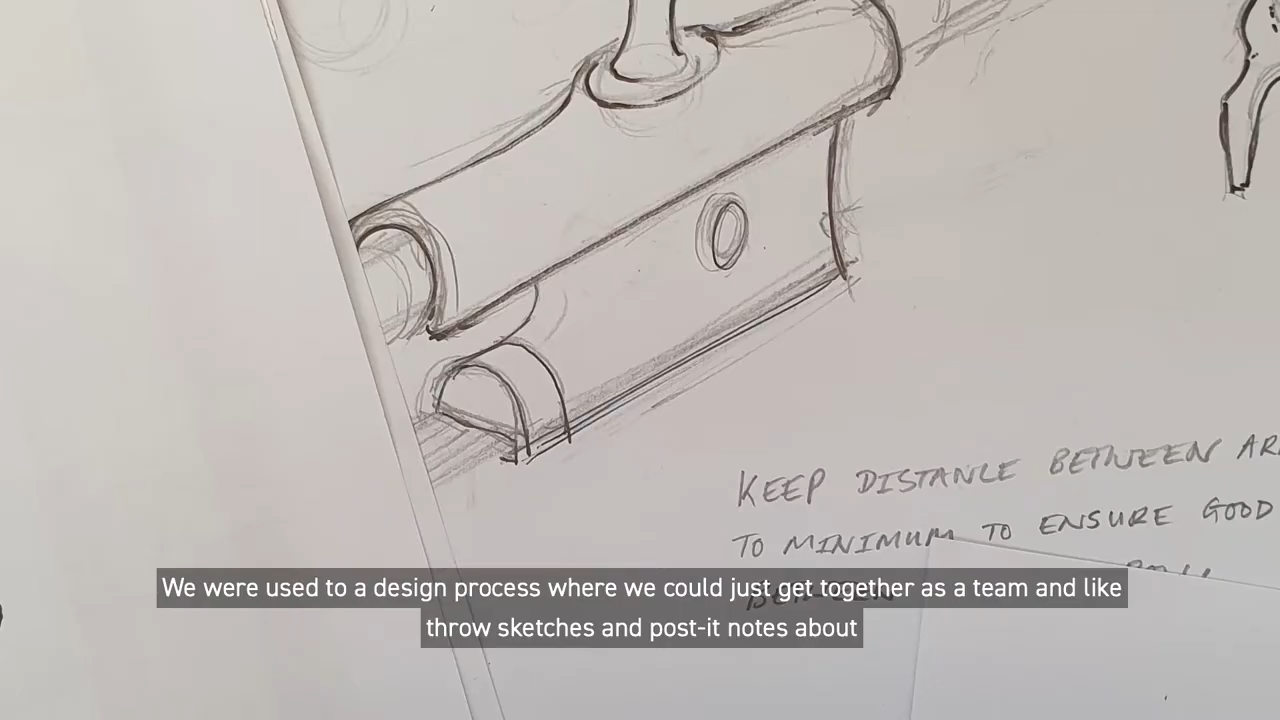 KEEP DISTANCE BETWEEN
TO MINIMUM TO ENSURE GOOD
BETWEEN
We were used to a design process where we could just get together as a team and like
throw sketches and post-it notes about